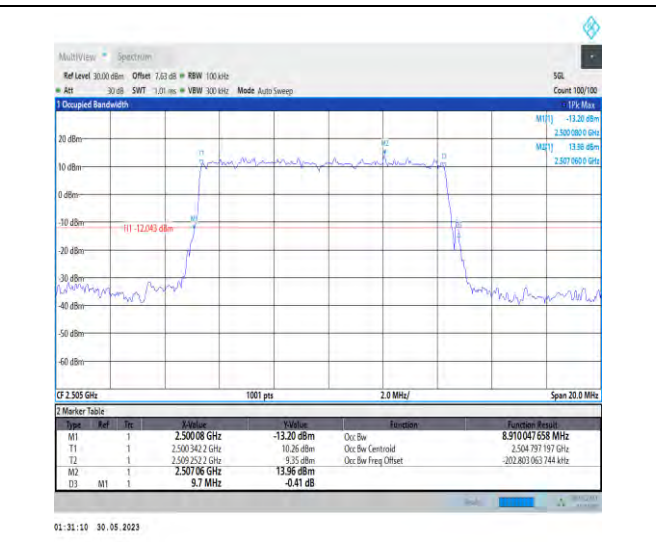 MultiView Spectrum
Ref Level 30.00 dBm Offset 7.63 dB RBW 100 kHz SGL
Att 30 dB SWT 1.01 ms VBW 300 kHz Mode Auto Sweep Count 100/100
1 Occupied Bandwidth 1Pk Max
M1[1] -13.20 dBm
2.500 080 0 GHz
M2[1] 13.96 dBm
2.507 060 0 GHz
20 dBm
M2
T1
10 dBm
0 dBm
-10 dBm
M1
H1 -12.043 dBm
-20 dBm
-30 dBm
-40 dBm
-50 dBm
-60 dBm
CF 2.505 GHz 1001 pts 2.0 MHz/ Span 20.0 MHz
2 Marker Table
Type Ref Trc X-Value Y-Value Function Function Result
M1 1 2.500 08 GHz -13.20 dBm Occ Bw 8.910 047 658 MHz
T1 1 2.500 342 2 GHz 10.26 dBm Occ Bw Centroid 2.504 797 197 GHz
T2 1 2.509 252 2 GHz 9.35 dBm Occ Bw Freq Offset -202.803 063 744 kHz
M2 1 2.507 06 GHz 13.96 dBm
D3 M1 1 9.7 MHz -0.41 dB
01:31:10 30.05.2023